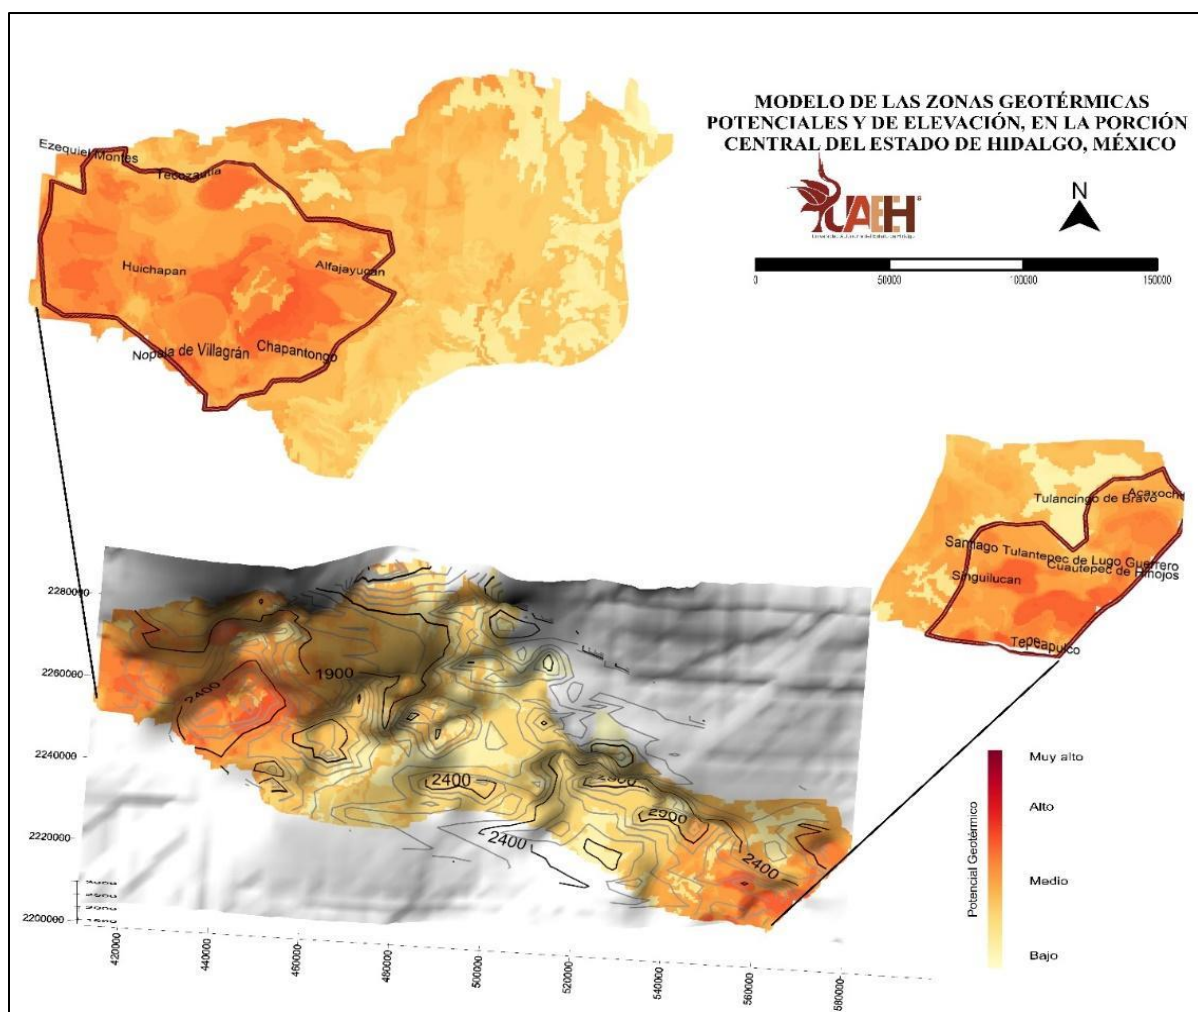 MODELO DE LAS ZONAS GEOTÉRMICAS
POTENCIALES Y DE ELEVACIÓN, EN LA PORCIÓN
CENTRAL DEL ESTADO DE HIDALGO, MÉXICO
UAEH
N
0 50000 100000 150000
Ezequiel Montes
Tecozautla
Huichapan
Alfajayucan
Nopala de Villagrán
Chapantongo
Tulancingo de Bravo
Acaxochi
Santiago Tulantepec de Lugo Guerrero
Cuautepec de Hinojos
Singuilucan
Tepeapulco
2280000
2260000
2240000
2220000
2200000
1900
2400
2400
2400
2900
2400
420000
440000
460000
480000
500000
520000
540000
560000
580000
Potencial Geotérmico
Muy alto
Alto
Medio
Bajo